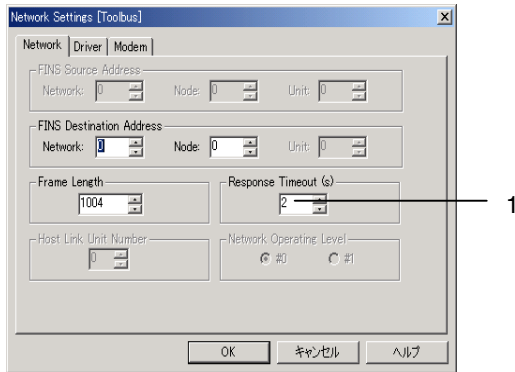 Network Settings [Toolbus]
Network Driver Modem
FINS Source Address
Network: 0 Node: 0 Unit: 0
FINS Destination Address
Network: 0 Node: 0 Unit: 0
Frame Length
1004
Response Timeout (s)
2
1
Host Link Unit Number
0
Network Operating Level
#0 #1
OK キャンセル ヘルプ